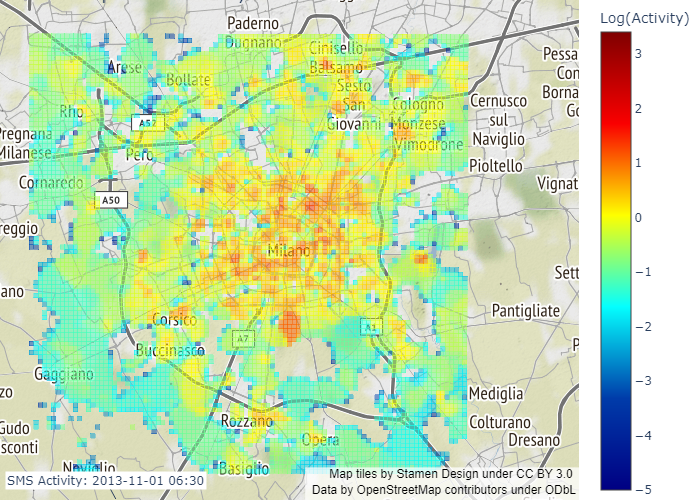 Log(Activity)
3
2
1
0
−1
−2
−3
−4
−5
Paderno
Dugnano
Cinisello
Balsamo
Sesto
San
Giovanni
Arese
Bollate
Rho
A52
Pero
Pregnana
Milanese
Cornaredo
A50
Cologno
Monzese
Vimodrone
Cernusco
sul
Naviglio
Pioltello
Pessa
Con
Borna
Go
Vignat
reggio
Milano
Sett
ano
Pantigliate
Corsico
Buccinasco
A7
A1
P
Gaggiano
zzo
Mediglia
Colturano
Dresano
Gudo
sconti
Rozzano
Opera
Naviglio
Basiglio
SMS Activity: 2013-11-01 06:30
Map tiles by Stamen Design under CC BY 3.0
Data by OpenStreetMap contributors under ODbL